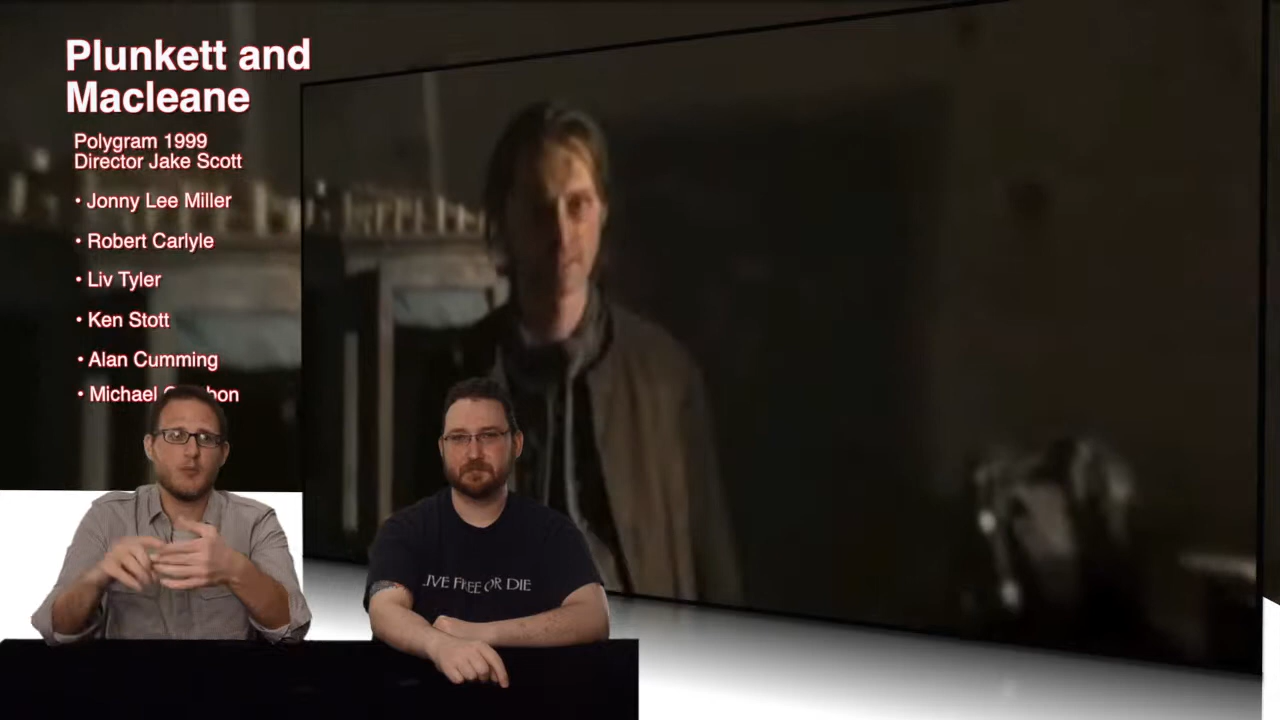 Plunkett and
Macleane
Polygram 1999
Director Jake Scott
• Jonny Lee Miller
• Robert Carlyle
• Liv Tyler
• Ken Stott
• Alan Cumming
• Michael
LIVE FREE OR DIE